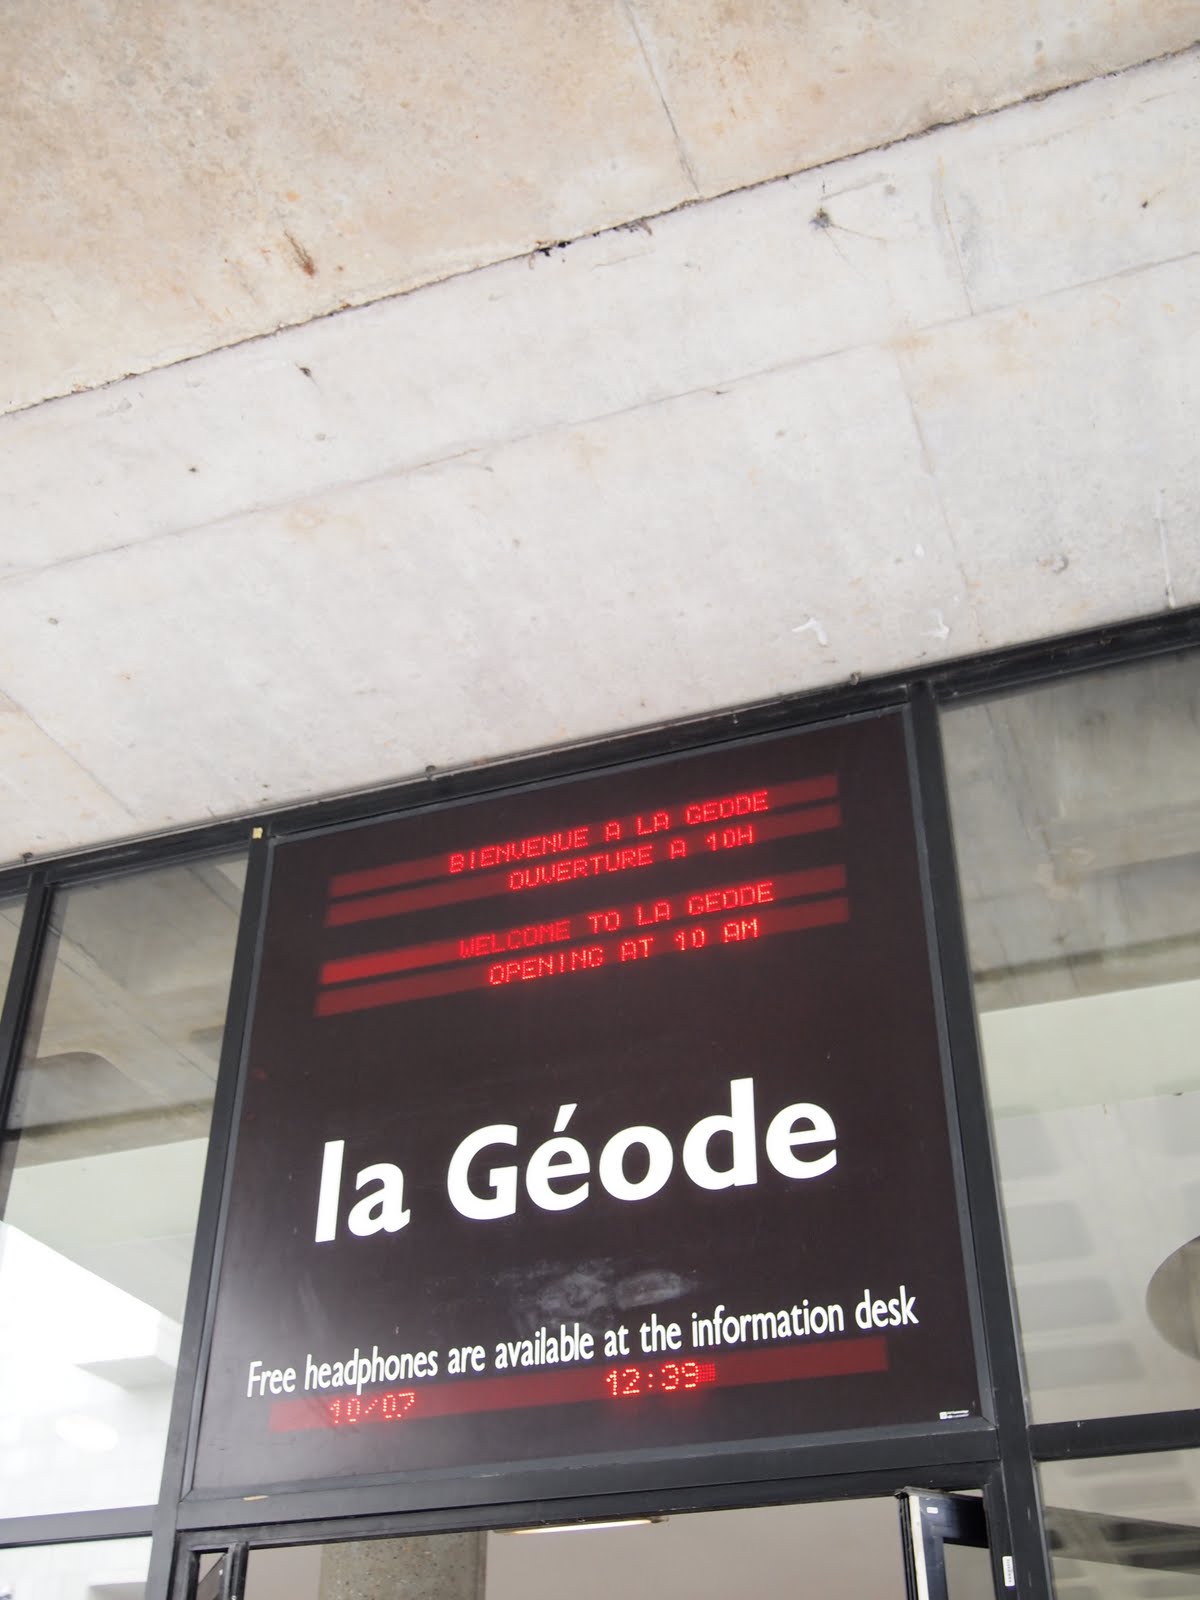 BIENVENUE A LA GEODE
OUVERTURE A 10H
WELCOME TO LA GEODE
OPENING AT 10 AM
la Géode
Free headphones are available at the information desk
10/07 12:39